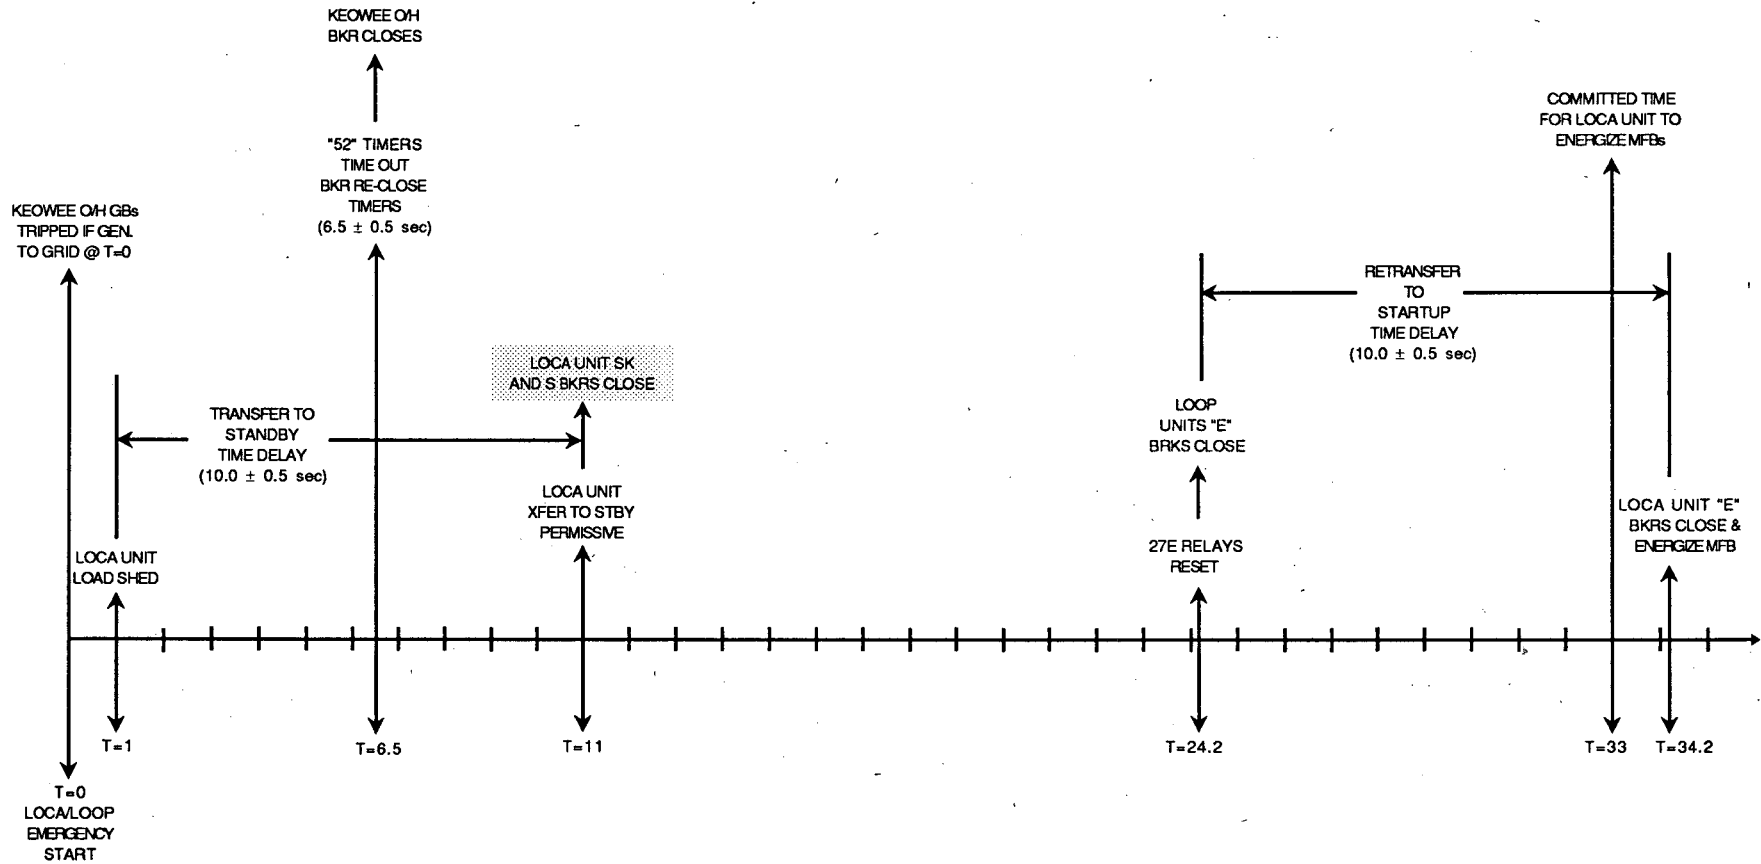 KEOWEE O/H
BKR CLOSES
"52" TIMERS
TIME OUT
BKR RE-CLOSE
TIMERS
(6.5 ± 0.5 sec)
KEOWEE O/H GBs
TRIPPED IF GEN.
TO GRID @ T=0
COMMITTED TIME
FOR LOCA UNIT TO
ENERGIZE MFBs
RETRANSFER
TO
STARTUP
TIME DELAY
(10.0 ± 0.5 sec)
LOCA UNIT SK
AND S BKRS CLOSE
TRANSFER TO
STANDBY
TIME DELAY
(10.0 ± 0.5 sec)
LOOP
UNITS "E"
BRKS CLOSE
LOCA UNIT
XFER TO STBY
PERMISSIVE
LOCA UNIT "E"
BKRS CLOSE &
ENERGIZE MFB
LOCA UNIT
LOAD SHED
27E RELAYS
RESET
T=1
T=6.5
T=11
T=24.2
T=33
T=34.2
T=0
LOCA/LOOP
EMERGENCY
START